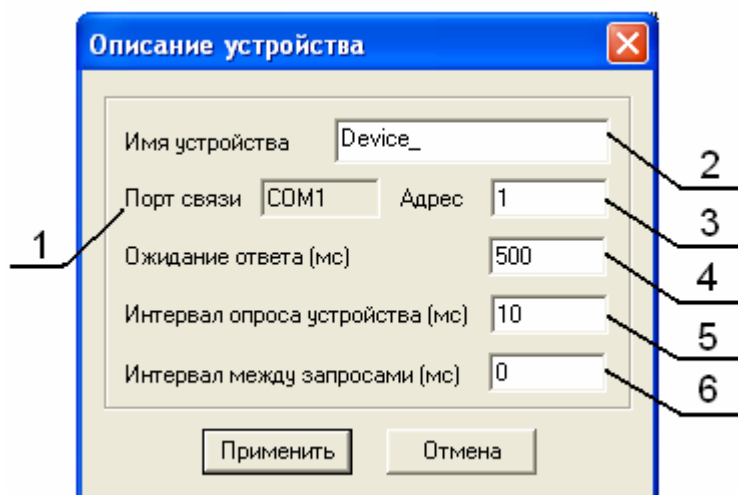 Описание устройства
Имя устройства Device_
2
Порт связи COM1 Адрес 1
3
1
Ожидание ответа (мс) 500
4
Интервал опроса устройства (мс) 10
5
Интервал между запросами (мс) 0
6
Применить Отмена